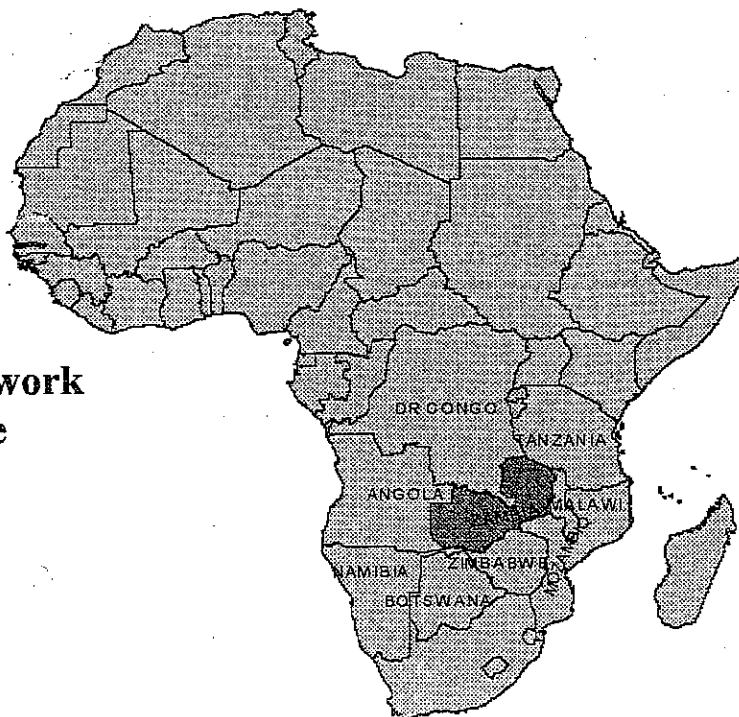 work
e
DR CONGO
TANZANIA
ANGOLA
MALAWI
ZIMBABWE
NAMIBIA
BOTSWANA